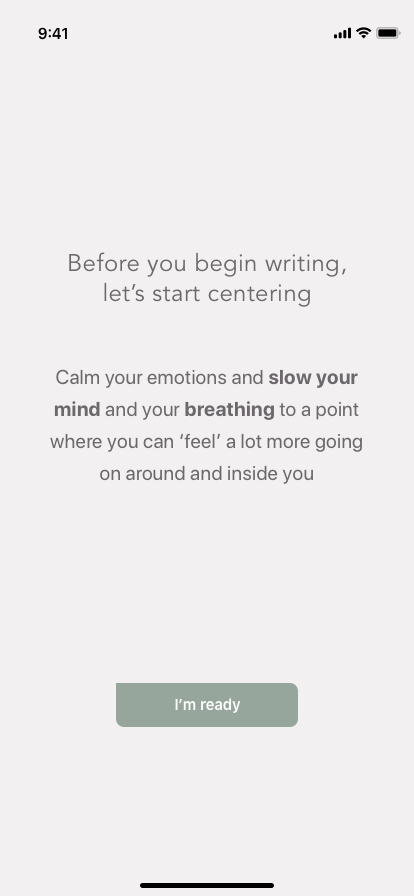 9:41
Before you begin writing,
let’s start centering
Calm your emotions and slow your
mind and your breathing to a point
where you can ‘feel’ a lot more going
on around and inside you
I’m ready